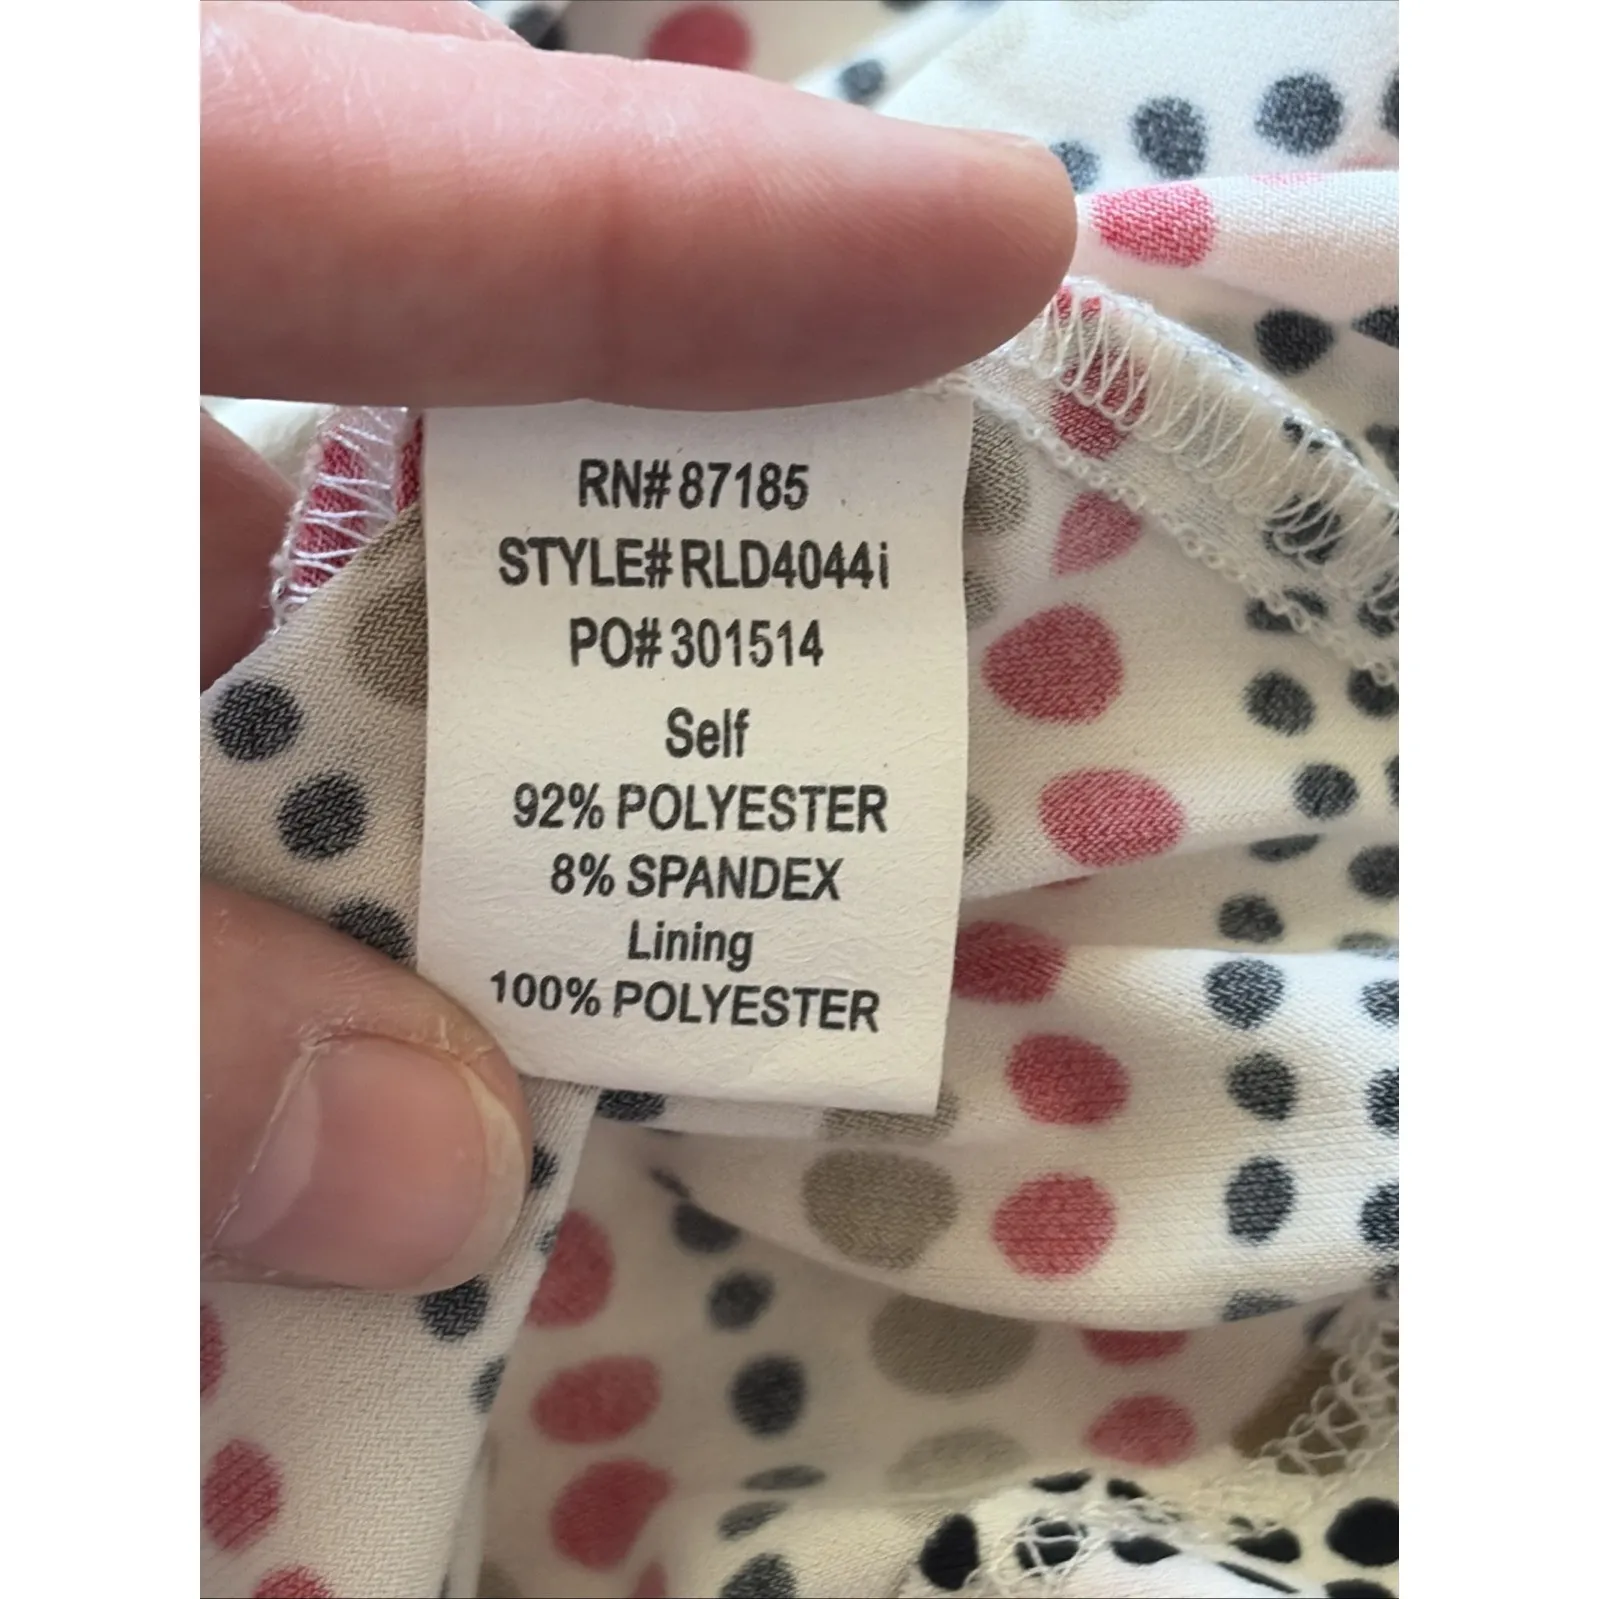 RN# 87185
STYLE# RLD4044i
PO# 301514
Self
92% POLYESTER
8% SPANDEX
Lining
100% POLYESTER